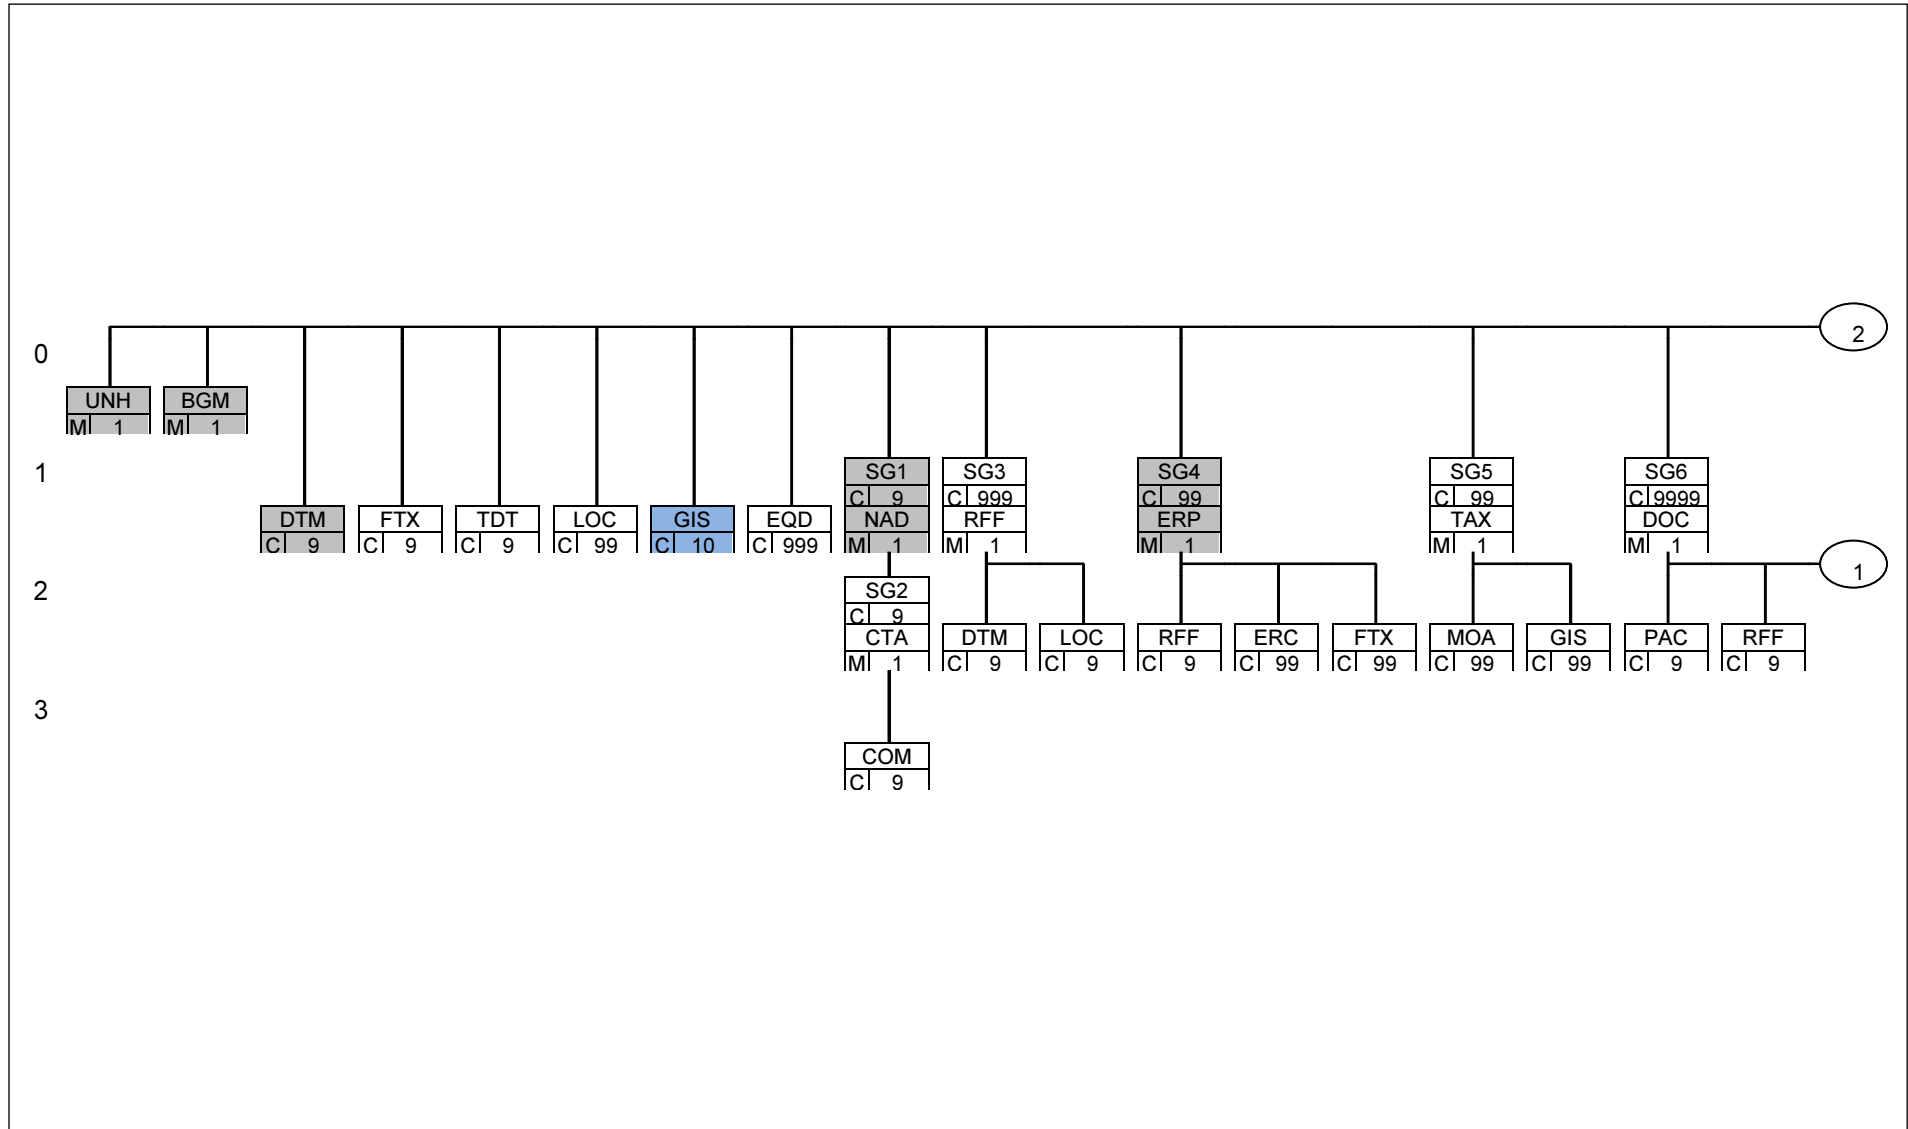 2
0
UNH BGM
M 1 M 1
1
SG1 SG3 SG4 SG5 SG6
C 9 C 999 C 99 C 99 C 9999
DTM FTX TDT LOC GIS EQD NAD RFF ERP TAX DOC
C 9 C 9 C 9 C 99 C 10 C 999 M 1 M 1 M 1 M 1 M 1
1
2
SG2
C 9
CTA DTM LOC RFF ERC FTX MOA GIS PAC RFF
M 1 C 9 C 9 C 9 C 99 C 99 C 99 C 99 C 9 C 9
3
COM
C 9